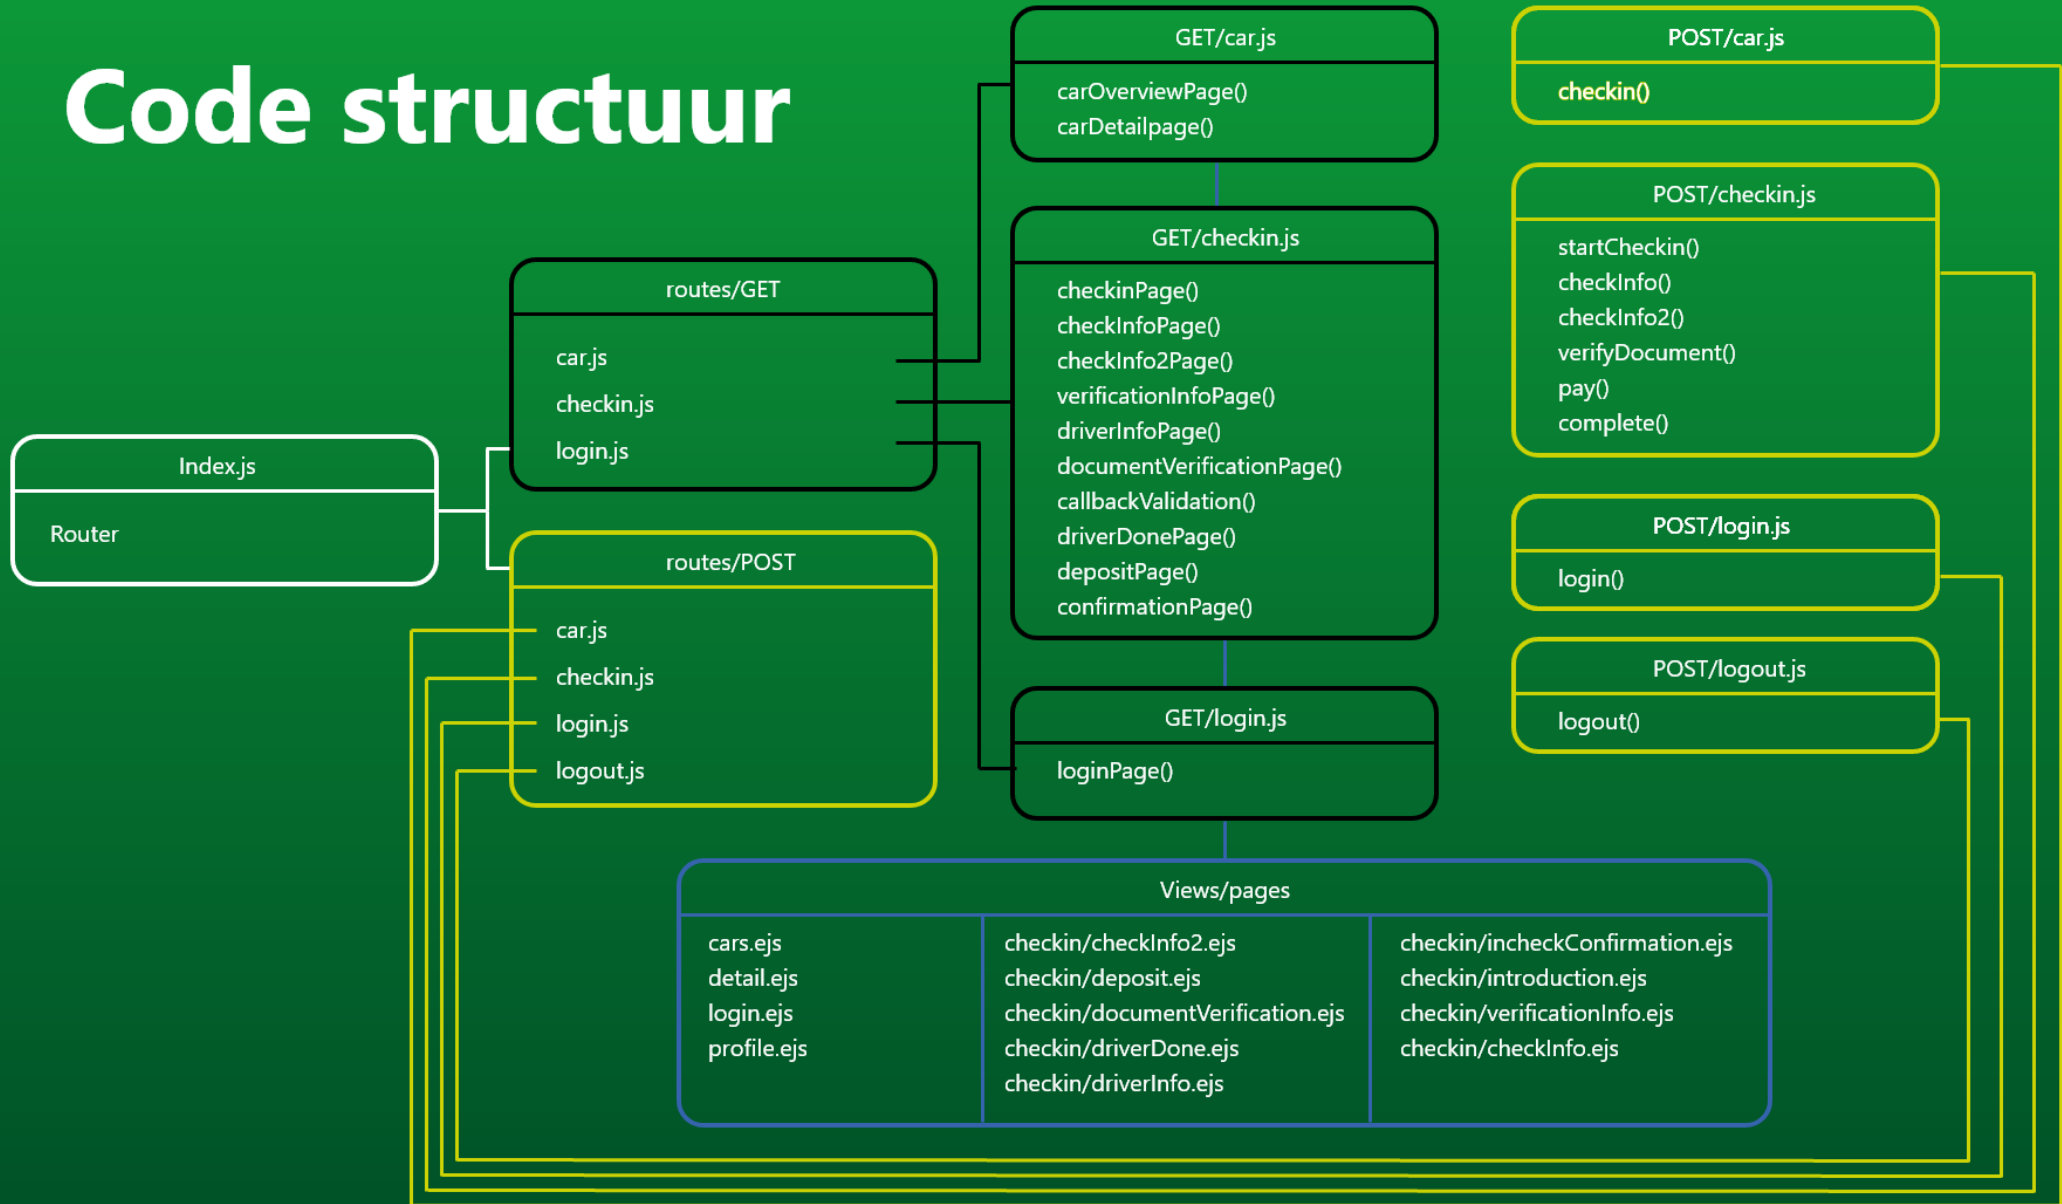 Code structuur
Index.js
Router
routes/GET
car.js
checkin.js
login.js
routes/POST
car.js
checkin.js
login.js
logout.js
GET/car.js
carOverviewPage()
carDetailpage()
GET/checkin.js
checkinPage()
checkInfoPage()
checkInfo2Page()
verificationInfoPage()
driverInfoPage()
documentVerificationPage()
callbackValidation()
driverDonePage()
depositPage()
confirmationPage()
GET/login.js
loginPage()
POST/car.js
checkin()
POST/checkin.js
startCheckin()
checkInfo()
checkInfo2()
verifyDocument()
pay()
complete()
POST/login.js
login()
POST/logout.js
logout()
Views/pages
cars.ejs
detail.ejs
login.ejs
profile.ejs
checkin/checkInfo2.ejs
checkin/deposit.ejs
checkin/documentVerification.ejs
checkin/driverDone.ejs
checkin/driverInfo.ejs
checkin/incheckConfirmation.ejs
checkin/introduction.ejs
checkin/verificationInfo.ejs
checkin/checkInfo.ejs